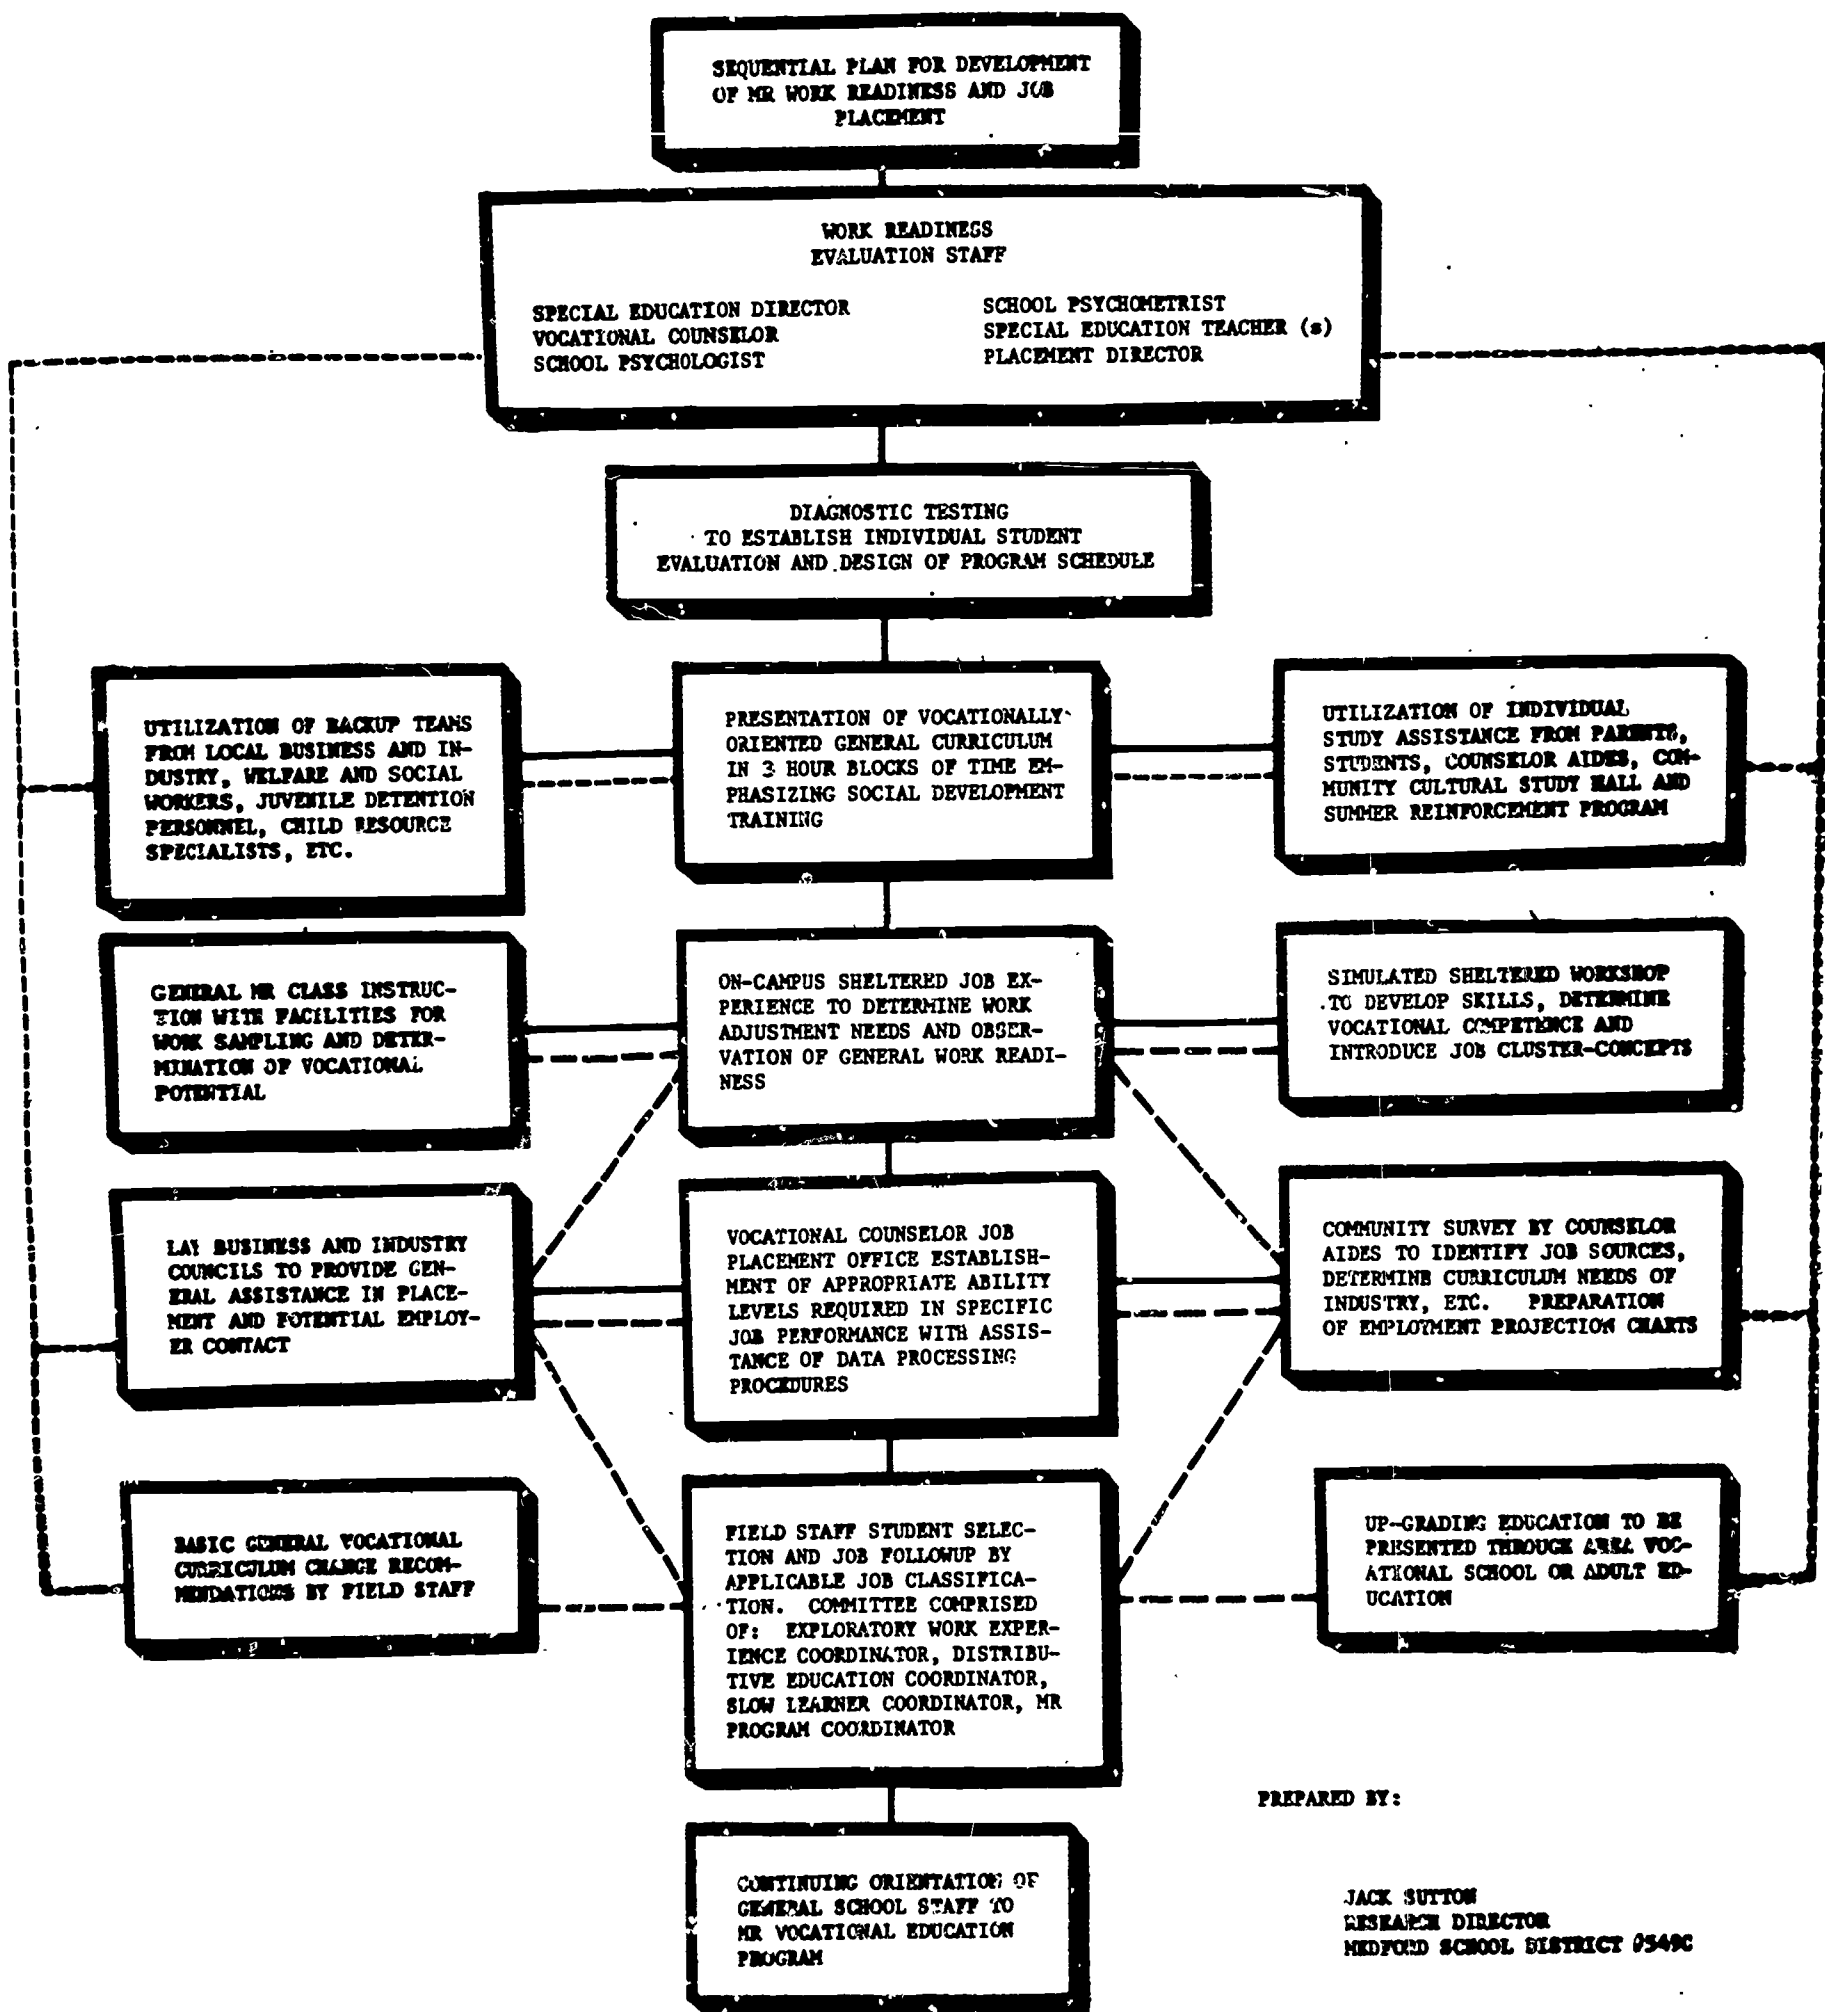 SEQUENTIAL PLAN FOR DEVELOPMENT
OF MR WORK READINESS AND JOB
PLACEMENT
WORK READINESS
EVALUATION STAFF
SPECIAL EDUCATION DIRECTOR
VOCATIONAL COUNSELOR
SCHOOL PSYCHOLOGIST
SCHOOL PSYCHOMETRIST
SPECIAL EDUCATION TEACHER (s)
PLACEMENT DIRECTOR
DIAGNOSTIC TESTING
TO ESTABLISH INDIVIDUAL STUDENT
EVALUATION AND DESIGN OF PROGRAM SCHEDULE
UTILIZATION OF BACKUP TEAMS
FROM LOCAL BUSINESS AND IN-
DUSTRY, WELFARE AND SOCIAL
WORKERS, JUVENILE DETENTION
PERSONNEL, CHILD RESOURCE
SPECIALISTS, ETC.
PRESENTATION OF VOCATIONALLY
ORIENTED GENERAL CURRICULUM
IN 3 HOUR BLOCKS OF TIME EM-
PHASIZING SOCIAL DEVELOPMENT
TRAINING
UTILIZATION OF INDIVIDUAL
STUDY ASSISTANCE FROM PARENTS,
STUDENTS, COUNSELOR AIDES, COM-
MUNITY CULTURAL STUDY HALL AND
SUMMER REINFORCEMENT PROGRAM
GENERAL MR CLASS INSTRUC-
TION WITH FACILITIES FOR
WORK SAMPLING AND DETER-
MINATION OF VOCATIONAL
POTENTIAL
ON-CAMPUS SHELTERED JOB EX-
PERIENCE TO DETERMINE WORK
ADJUSTMENT NEEDS AND OBSER-
VATION OF GENERAL WORK READI-
NESS
SIMULATED SHELTERED WORKSHOP
TO DEVELOP SKILLS, DETERMINE
VOCATIONAL COMPETENCE AND
INTRODUCE JOB CLUSTER-CONCEPTS
LAY BUSINESS AND INDUSTRY
COUNCILS TO PROVIDE GEN-
ERAL ASSISTANCE IN PLACE-
MENT AND POTENTIAL EMPLOY-
ER CONTACT
VOCATIONAL COUNSELOR JOB
PLACEMENT OFFICE ESTABLISH-
MENT OF APPROPRIATE ABILITY
LEVELS REQUIRED IN SPECIFIC
JOB PERFORMANCE WITH ASSIS-
TANCE OF DATA PROCESSING
PROCEDURES
COMMUNITY SURVEY BY COUNSELOR
AIDES TO IDENTIFY JOB SOURCES,
DETERMINE CURRICULUM NEEDS OF
INDUSTRY, ETC. PREPARATION
OF EMPLOYMENT PROJECTION CHARTS
BASIC GENERAL VOCATIONAL
CURRICULUM CHANGE RECOM-
MENDATIONS BY FIELD STAFF
FIELD STAFF STUDENT SELEC-
TION AND JOB FOLLOWUP BY
APPLICABLE JOB CLASSIFICA-
TION. COMMITTEE COMPRISED
OF: EXPLORATORY WORK EXPER-
IENCE COORDINATOR, DISTRIBU-
TIVE EDUCATION COORDINATOR,
SLOW LEARNER COORDINATOR, MR
PROGRAM COORDINATOR
UP-GRADING EDUCATION TO BE
PRESENTED THROUGH AREA VOC-
ATIONAL SCHOOL OR ADULT ED-
UCATION
CONTINUING ORIENTATION OF
GENERAL SCHOOL STAFF TO
MR VOCATIONAL EDUCATION
PROGRAM
PREPARED BY:
JACK SUTTON
RESEARCH DIRECTOR
MEDFORD SCHOOL DISTRICT